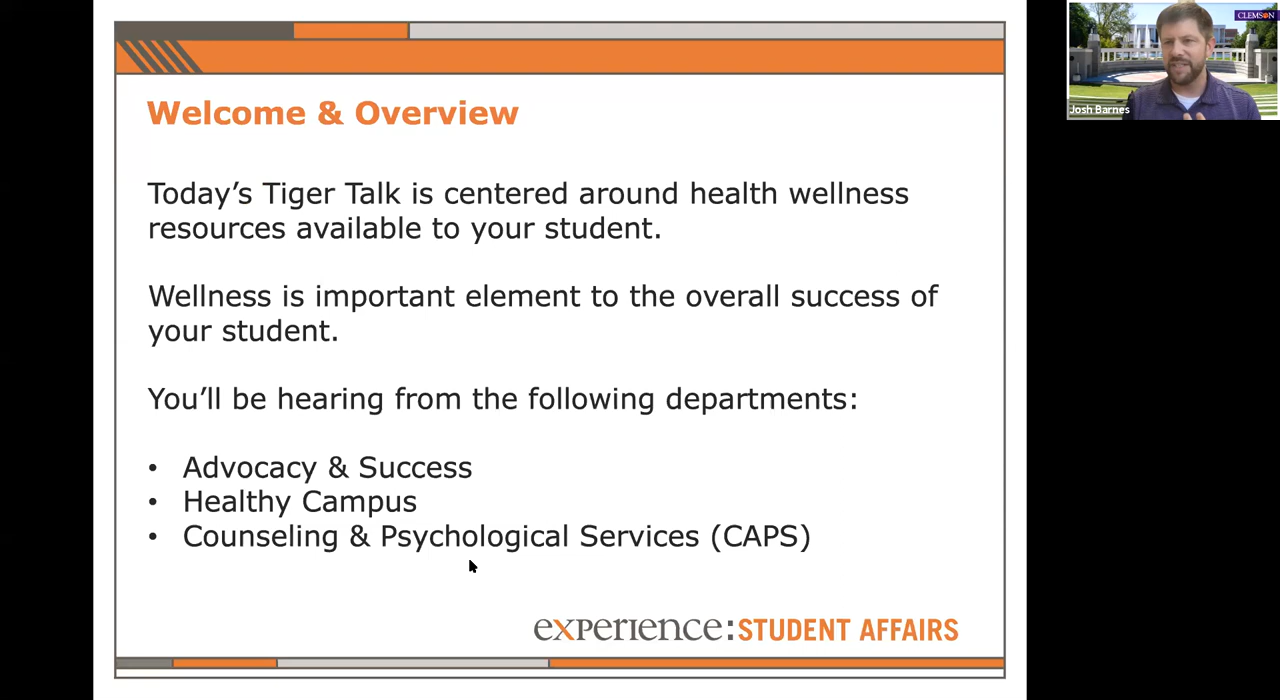 CLEMSON
Josh Barnes
Welcome & Overview
Today’s Tiger Talk is centered around health wellness
resources available to your student.
Wellness is important element to the overall success of
your student.
You’ll be hearing from the following departments:
• Advocacy & Success
• Healthy Campus
• Counseling & Psychological Services (CAPS)
experience:STUDENT AFFAIRS